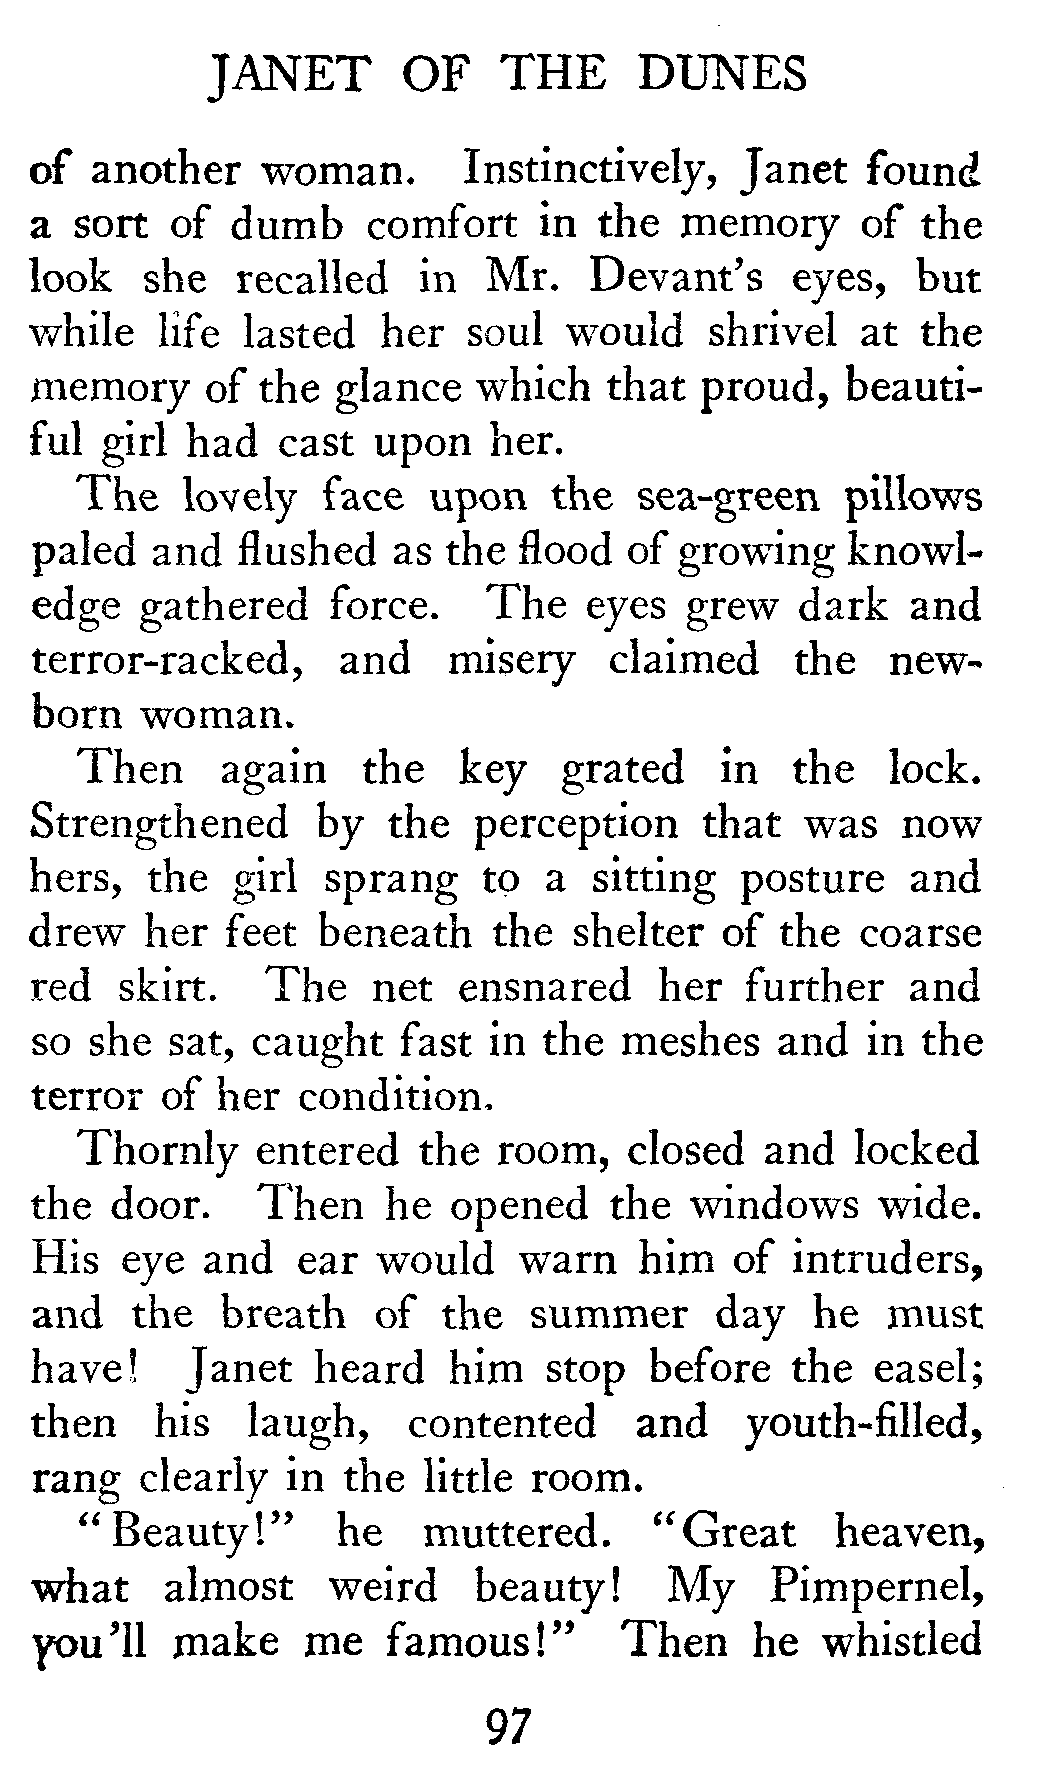 JANET OF THE DUNES
of another woman. Instinctively, Janet found
a sort of dumb comfort in the memory of the
look she recalled in Mr. Devant's eyes, but
while life lasted her soul would shrivel at the
memory of the glance which that proud, beauti-
ful girl had cast upon her.
The lovely face upon the sea-green pillows
paled and flushed as the flood of growing knowl-
edge gathered force. The eyes grew dark and
terror-racked, and misery claimed the new-
born woman.
Then again the key grated in the lock.
Strengthened by the perception that was now
hers, the girl sprang to a sitting posture and
drew her feet beneath the shelter of the coarse
red skirt. The net ensnared her further and
so she sat, caught fast in the meshes and in the
terror of her condition.
Thornly entered the room, closed and locked
the door. Then he opened the windows wide.
His eye and ear would warn him of intruders,
and the breath of the summer day he must
have! Janet heard him stop before the easel;
then his laugh, contented and youth-filled,
rang clearly in the little room.
"Beauty!" he muttered. "Great heaven,
what almost weird beauty! My Pimpernel,
you'll make me famous!" Then he whistled
97